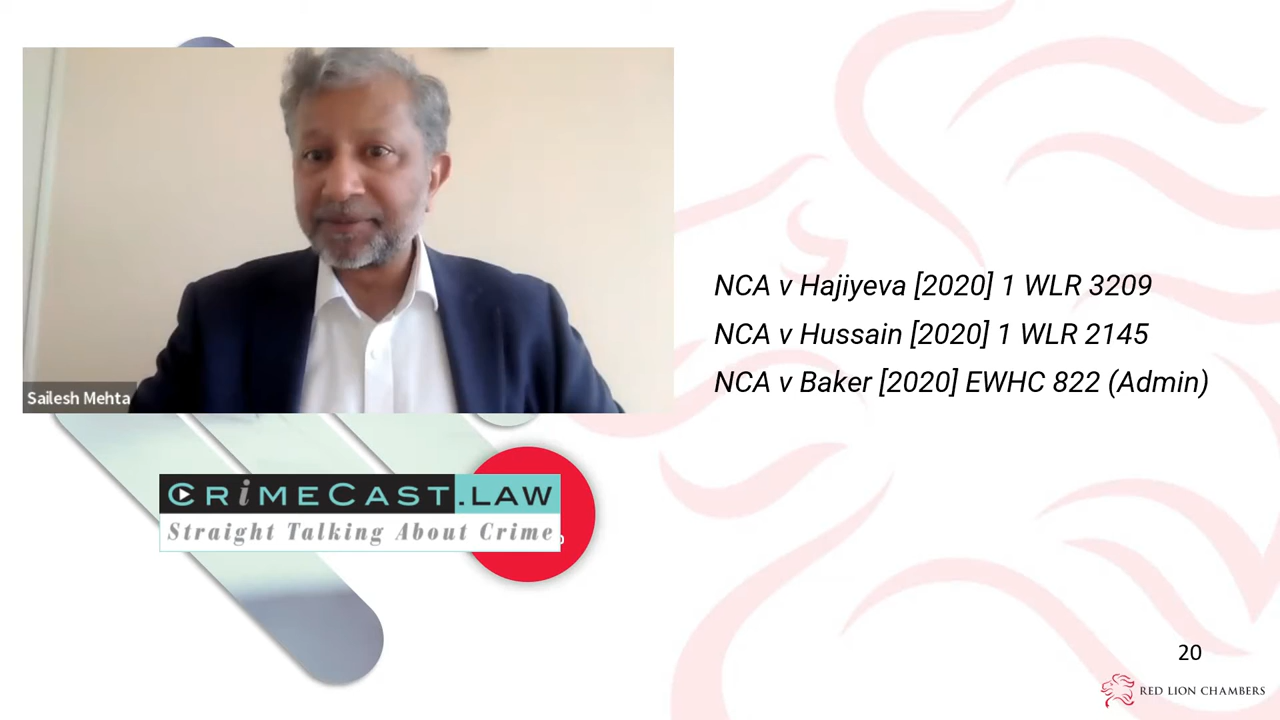 Sailesh Mehta
NCA v Hajiyeva [2020] 1 WLR 3209
NCA v Hussain [2020] 1 WLR 2145
NCA v Baker [2020] EWHC 822 (Admin)
CRiMECAST.LAW
Straight Talking About Crime
20
RED LION CHAMBERS